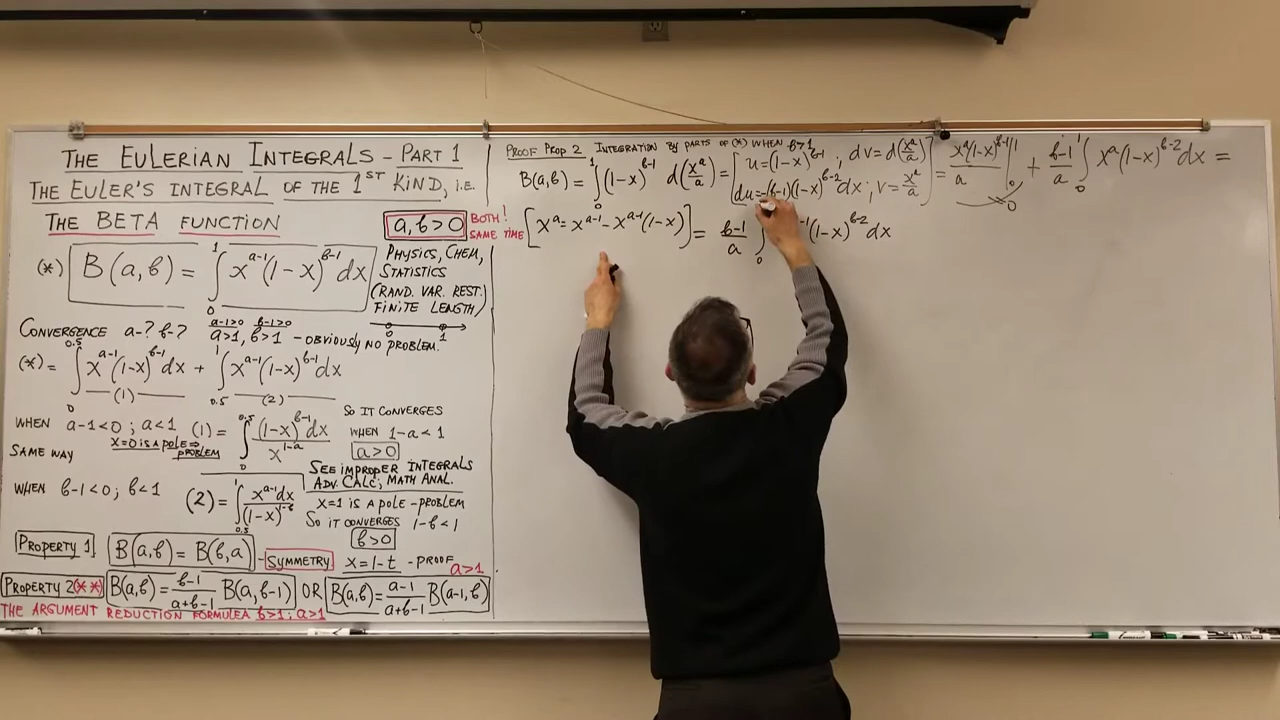 THE EULERIAN INTEGRALS - PART 1
THE EULER'S INTEGRAL OF THE 1ST KIND, i.e.
THE BETA FUNCTION
a,b>0
BOTH!
SAME TIME
(*) B(a,b) = ∫₀¹ x^(a-1) (1-x)^(b-1) dx
PHYSICS, CHEM,
STATISTICS
(RAND. VAR. REST.
FINITE LENGTH)
0 1
CONVERGENCE a-? b-? a-1>0 b-1>0
a>1, b>1 - OBVIOUSLY NO PROBLEM.
(*) = ∫₀^0.5 x^(a-1) (1-x)^(b-1) dx + ∫_0.5^1 x^(a-1) (1-x)^(b-1) dx
(1) (2)
WHEN a-1<0; a<1 (1) = ∫₀^0.5 (1-x)^(b-1) dx / x^(1-a)
X=0 IS A POLE ⇒ PROBLEM
SO IT CONVERGES
WHEN 1-a<1
a>0
SAME WAY
SEE IMPROPER INTEGRALS
ADV. CALC, MATH ANAL.
WHEN b-1<0; b<1 (2) = ∫_0.5^1 x^(a-1) dx / (1-x)^(1-b)
X=1 IS A POLE - PROBLEM
SO IT CONVERGES 1-b<1
b>0
PROPERTY 1 B(a,b) = B(b,a) - SYMMETRY X=1-t - PROOF
a>1
PROPERTY 2(**) B(a,b) = (b-1)/(a+b-1) B(a,b-1) OR B(a,b) = (a-1)/(a+b-1) B(a-1,b)
THE ARGUMENT REDUCTION FORMULEA b>1; a>1
PROOF PROP 2 INTEGRATION BY PARTS OF (*) WHEN b>1
B(a,b) = ∫₀¹ (1-x)^(b-1) d(x^a/a) = [u=(1-x)^(b-1); dv=d(x^a/a)
du=-(b-1)(1-x)^(b-2) dx; v=x^a/a] = x^a(1-x)^(b-1)/a |₀¹ → 0 + (b-1)/a ∫₀¹ x^a (1-x)^(b-2) dx =
[x^a = x^(a-1) - x^(a-1) (1-x)] = (b-1)/a ∫₀ -1 (1-x)^(b-2) dx